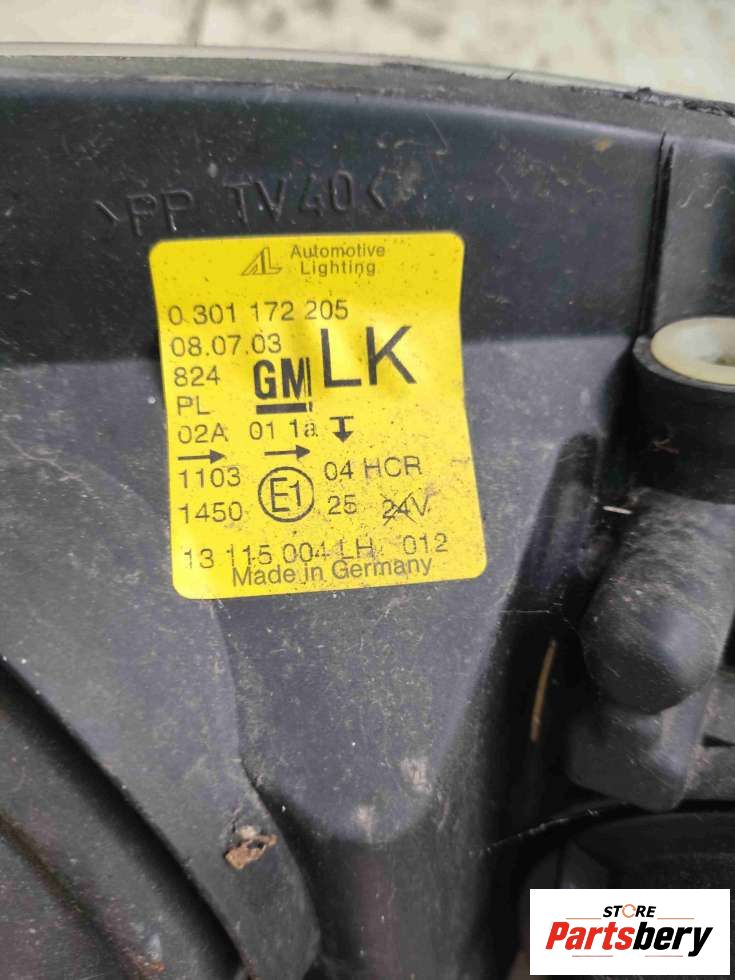 >PP TV40<
AL Automotive
Lighting
0 301 172 205
08.07.03
824
GM LK
PL
02A 01 1a
1103
E1 04 HCR
1450 25 24V
13 115 004 LH 012
Made in Germany
STORE
Partsbery